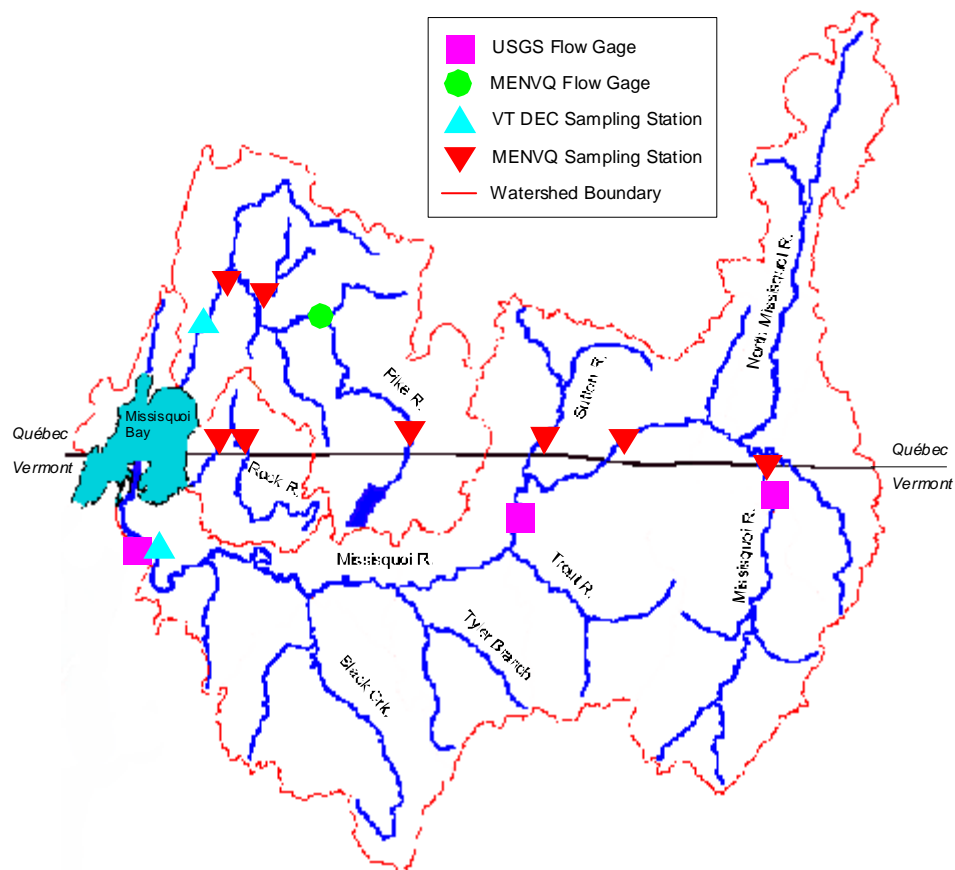 USGS Flow Gage
MENVQ Flow Gage
VT DEC Sampling Station
MENVQ Sampling Station
Watershed Boundary
North Missisquoi R.
Pike R.
Sutton R.
Missisquoi
Bay
Québec
Vermont
Québec
Vermont
Rock R.
Missisquoi R.
Trout R.
Missisquoi R.
Tyler Branch
Black Crk.